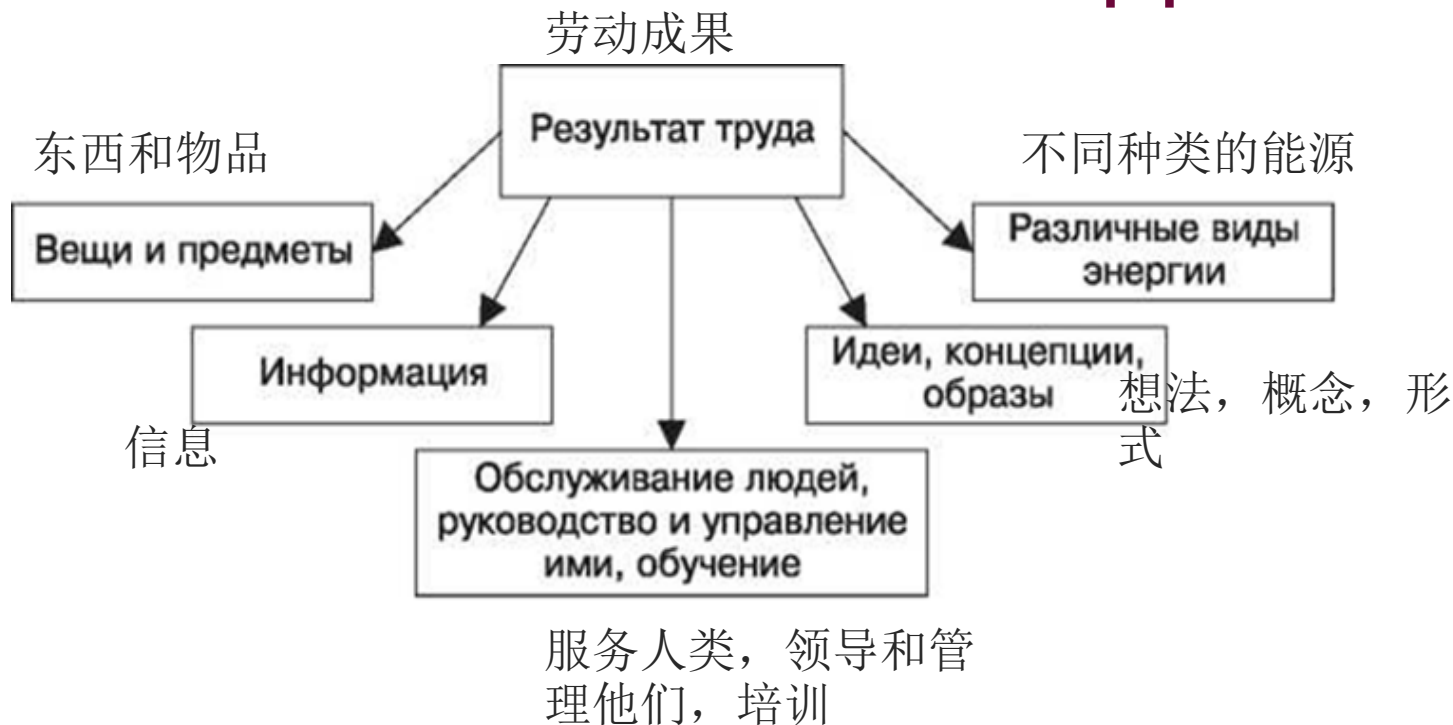 劳动成果
Результат труда
东西和物品
不同种类的能源
Вещи и предметы
Различные виды
энергии
Информация
Идеи, концепции,
образы
信息
想法，概念，形
式
Обслуживание людей,
руководство и управление
ими, обучение
服务人类，领导和管
理他们，培训